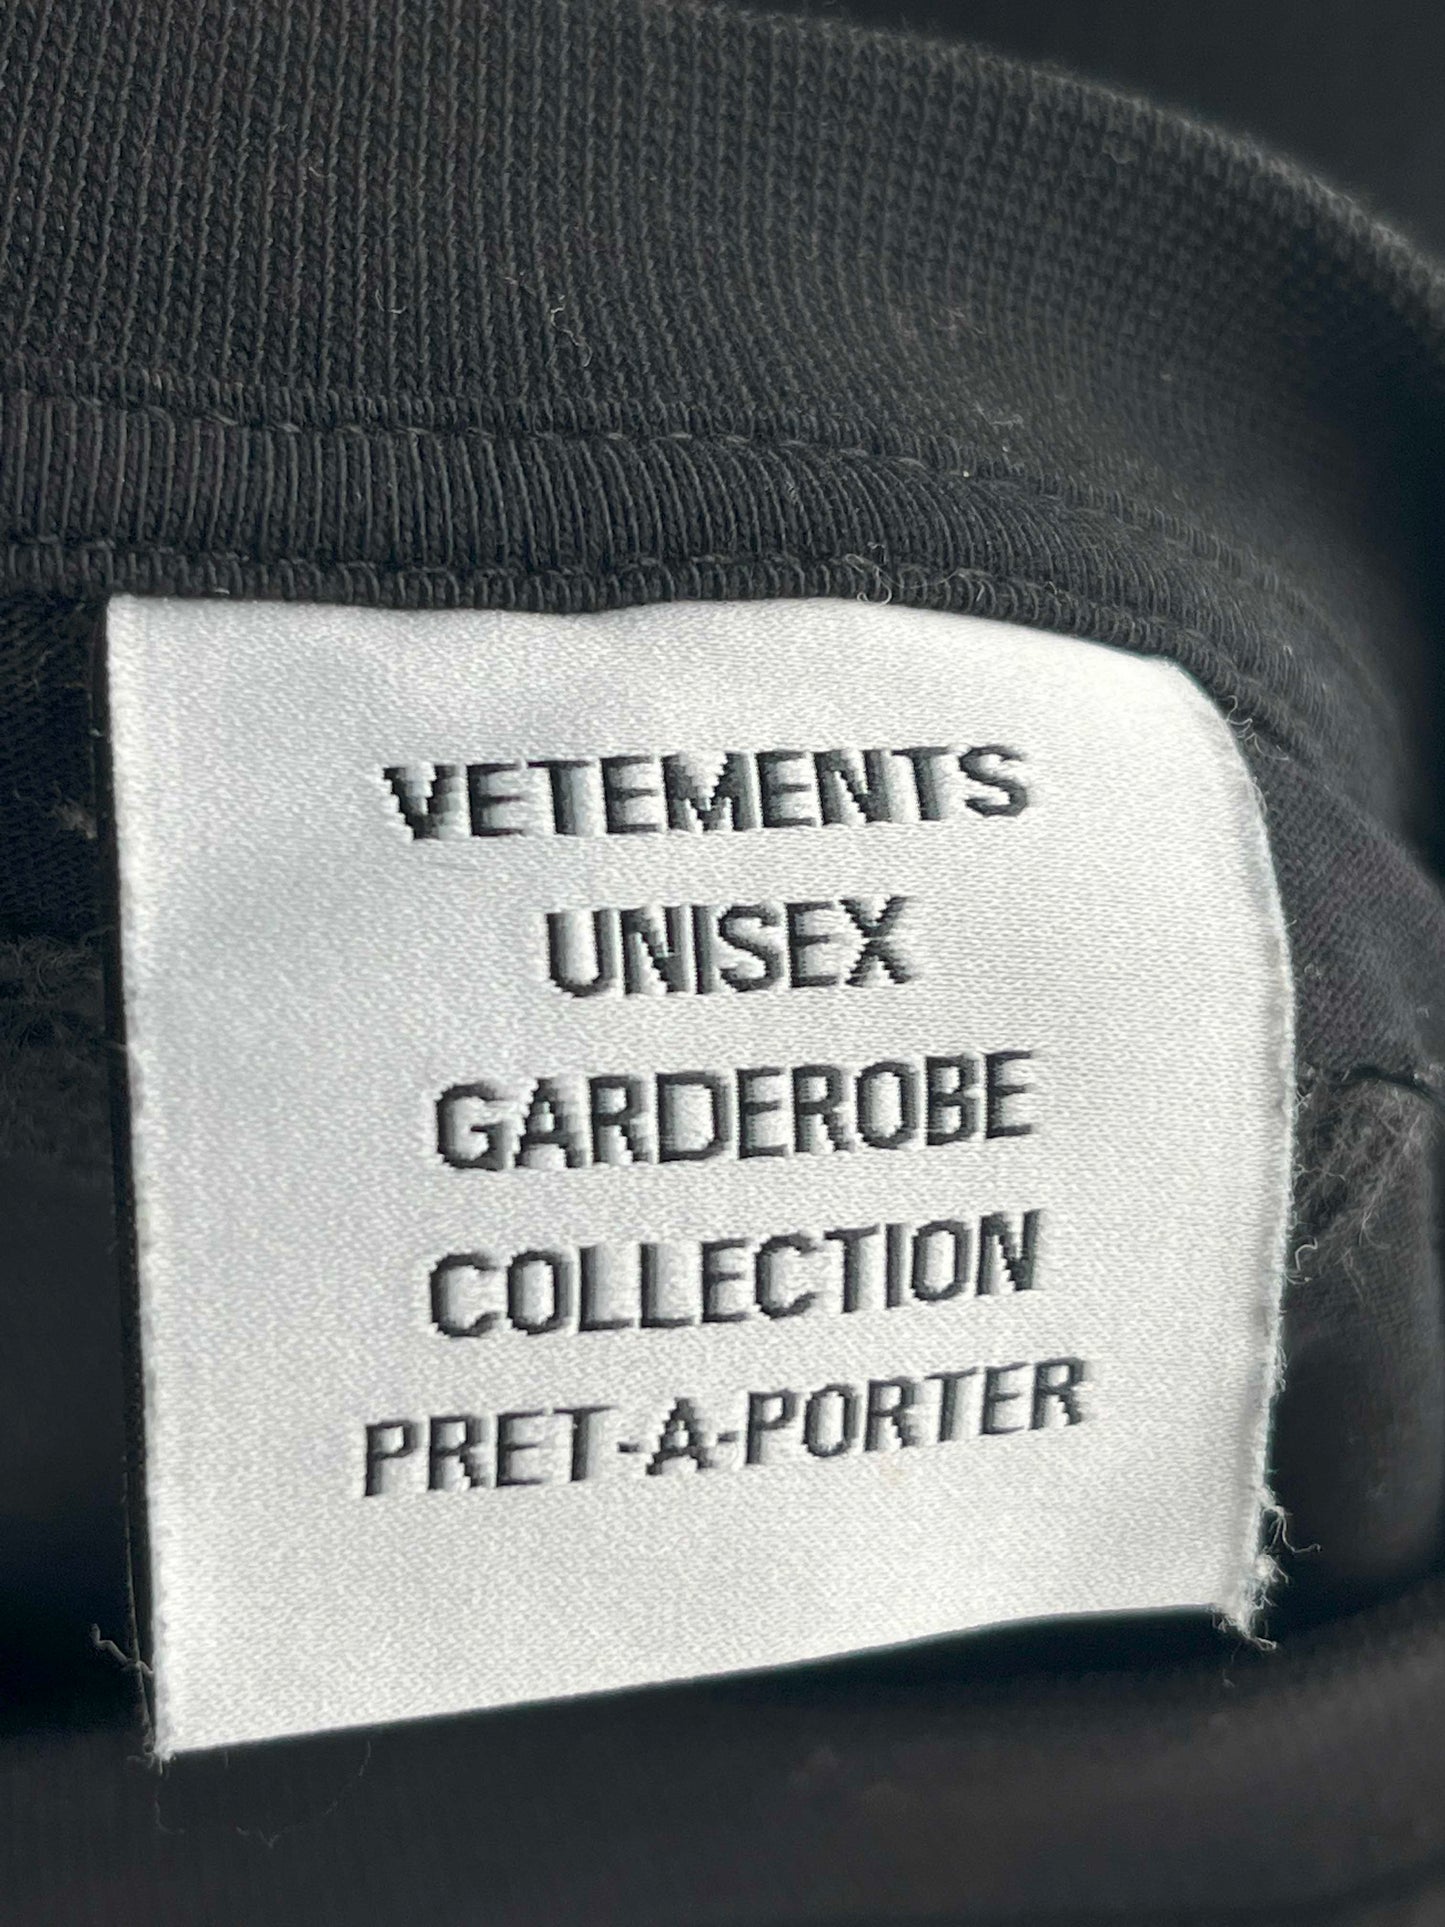 VETEMENTS
UNISEX
GARDEROBE
COLLECTION
PRET-A-PORTER